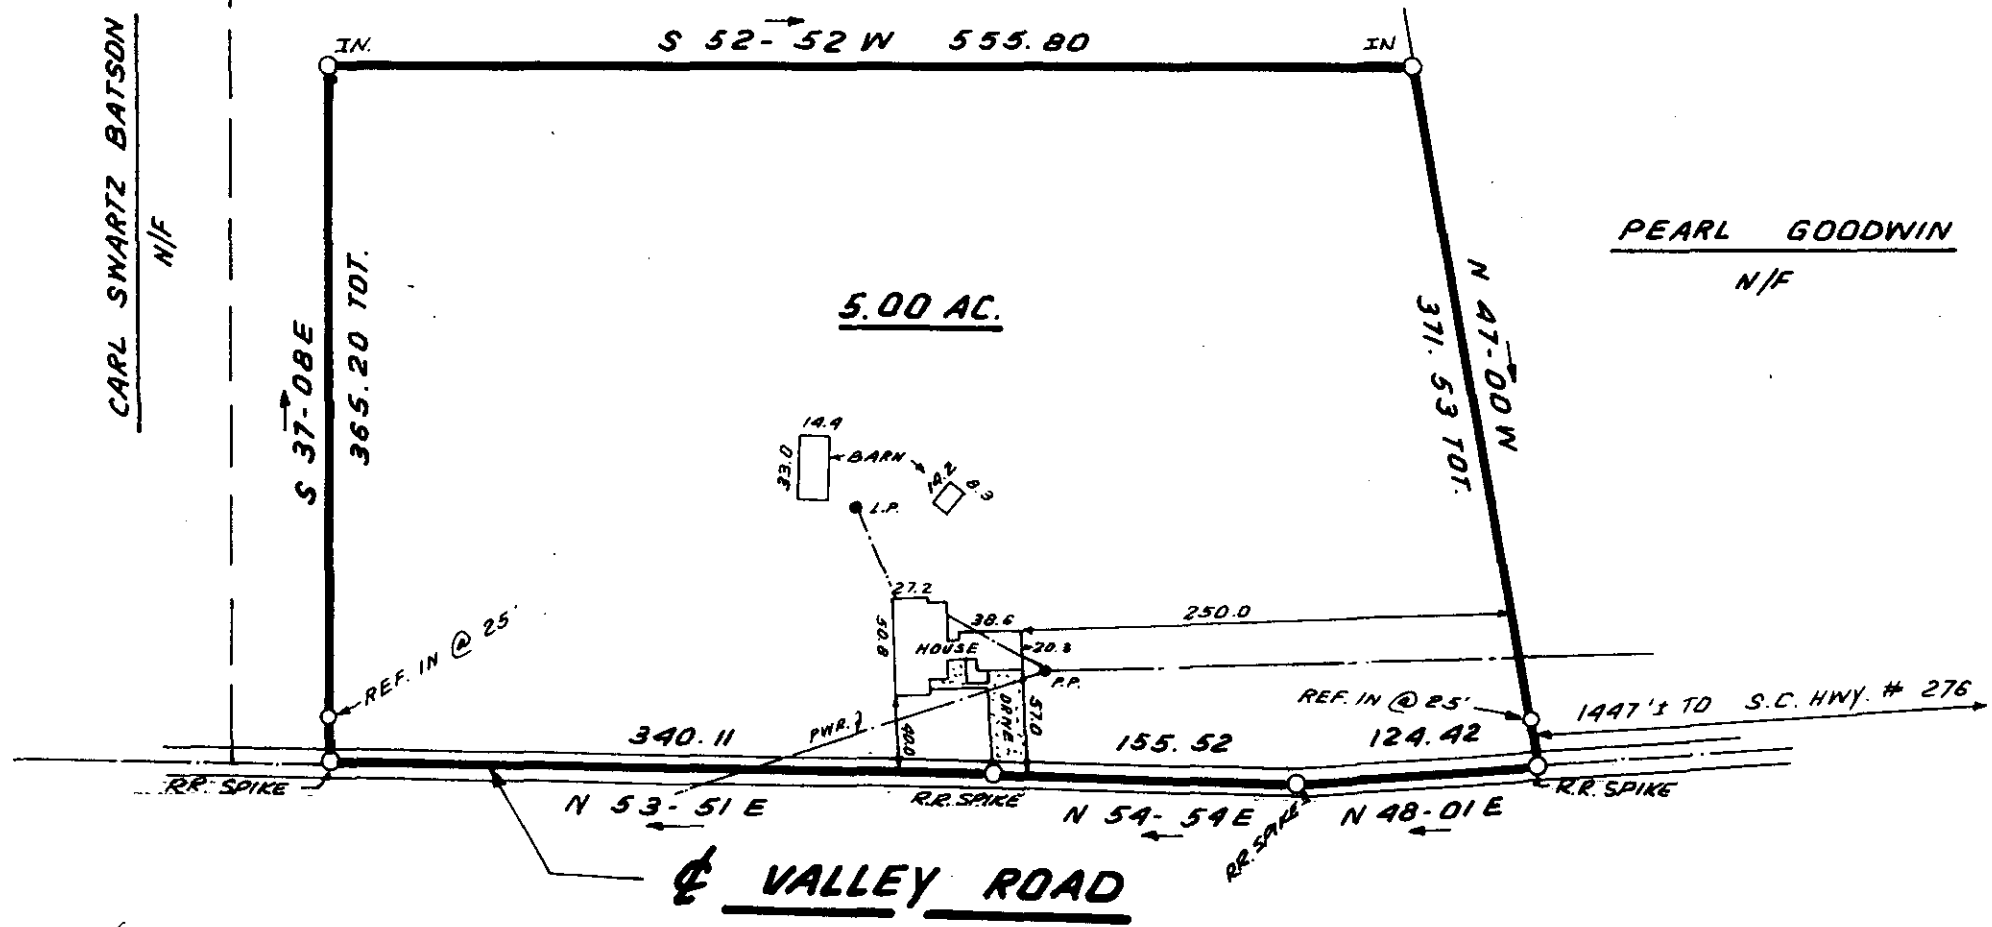 CARL SWARTZ BATSON
N/F
IN.
S 52-52 W 555.80
IN
PEARL GOODWIN
N/F
N 47-00 W
371.53 TOT.
S 37-08E
365.20 TOT.
5.00 AC.
14.4
33.0
BARN
14.2
8.3
L.P.
27.2
50.8
38.6
HOUSE
20.3
250.0
P.P.
REF. IN @ 25'
REF. IN @ 25'
1447'± TO S.C. HWY. # 276
PWR.
40.0
DRIVE
57.0
340.11
155.52
124.42
R.R. SPIKE
N 53-51 E
R.R. SPIKE
N 54-54 E
R.R. SPIKE
N 48-01 E
R.R. SPIKE
℄ VALLEY ROAD